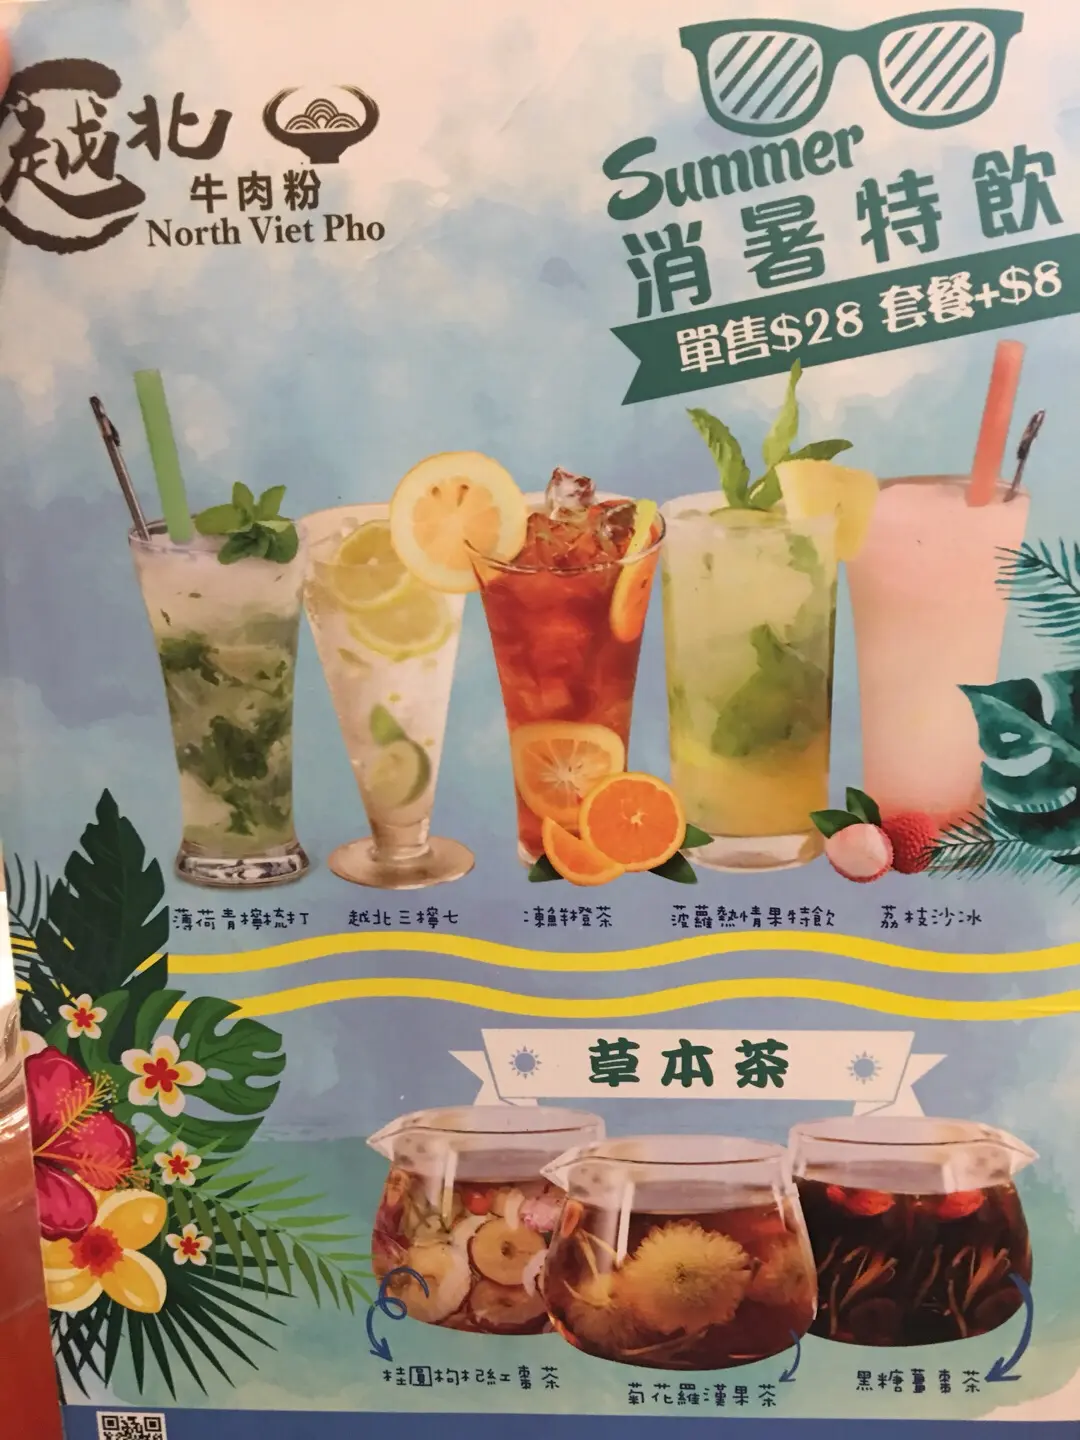 越北
牛肉粉
North Viet Pho
Summer
消暑特飲
單售$28 套餐+$8
薄荷青檸梳打
越北三檸七
凍鮮橙茶
菠蘿熱情果特飲
荔枝沙冰
草本茶
桂圓枸杞紅棗茶
菊花羅漢果茶
黑糖薑棗茶